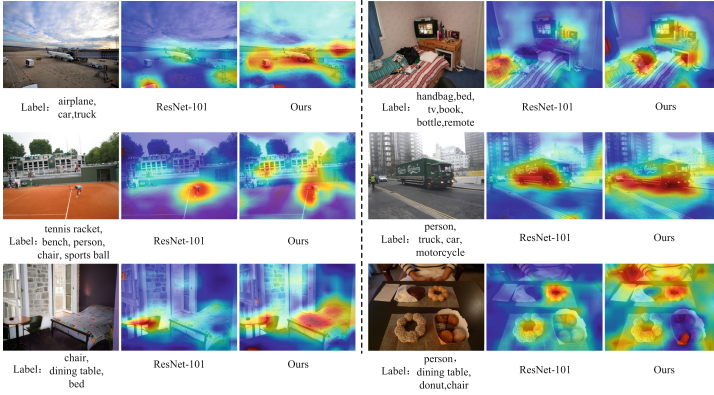 Label: airplane,
car,truck
ResNet-101
Ours
Label: handbag,bed,
tv,book,
bottle,remote
ResNet-101
Ours
tennis racket,
Label: bench, person,
chair, sports ball
ResNet-101
Ours
person,
Label: truck, car,
motorcycle
ResNet-101
Ours
chair,
Label: dining table,
bed
ResNet-101
Ours
person,
Label: dining table,
donut,chair
ResNet-101
Ours